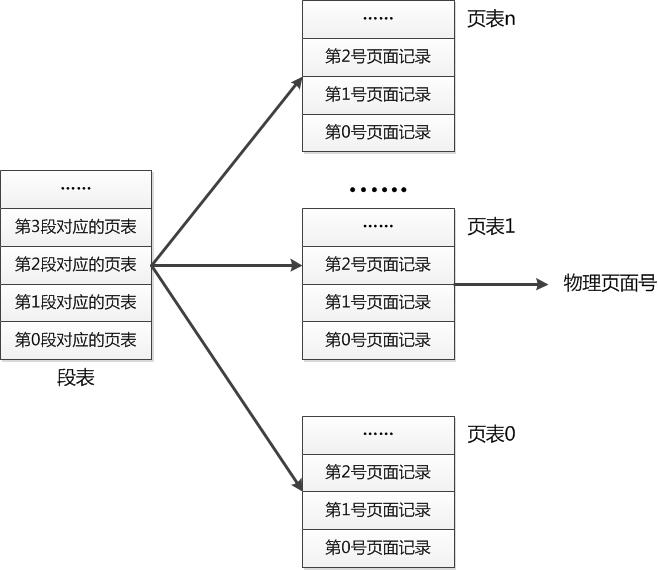 ……
页表n
第2号页面记录
第1号页面记录
第0号页面记录
……
第3段对应的页表
第2段对应的页表
第1段对应的页表
第0段对应的页表
段表
……
……
页表1
第2号页面记录
第1号页面记录
第0号页面记录
物理页面号
……
页表0
第2号页面记录
第1号页面记录
第0号页面记录